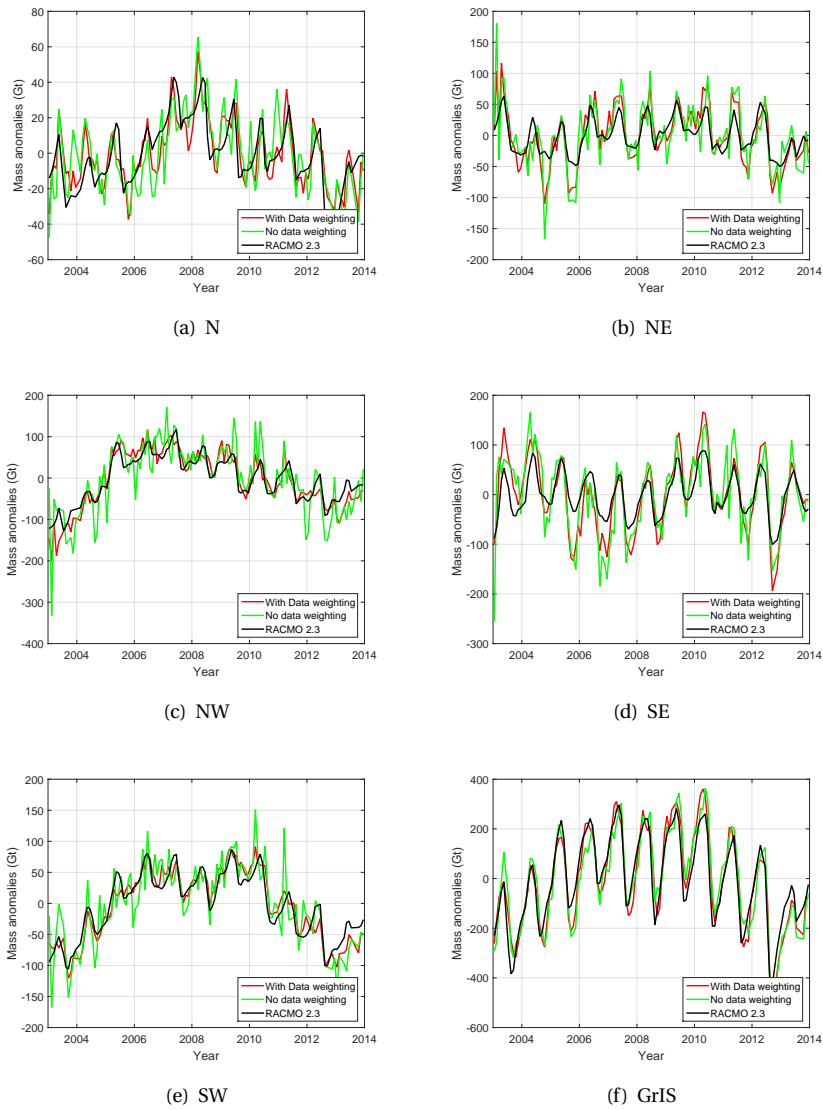 80
60
40
20
0
-20
-40
-60
Mass anomalies (Gt)
With Data weighting
No data weighting
RACMO 2.3
2004
2006
2008
2010
2012
2014
Year
(a) N
200
150
100
50
0
-50
-100
-150
-200
Mass anomalies (Gt)
With Data weighting
No data weighting
RACMO 2.3
2004
2006
2008
2010
2012
2014
Year
(b) NE
200
100
0
-100
-200
-300
-400
Mass anomalies (Gt)
With Data weighting
No data weighting
RACMO 2.3
2004
2006
2008
2010
2012
2014
Year
(c) NW
200
100
0
-100
-200
-300
Mass anomalies (Gt)
With Data weighting
No data weighting
RACMO 2.3
2004
2006
2008
2010
2012
2014
Year
(d) SE
200
150
100
50
0
-50
-100
-150
-200
Mass anomalies (Gt)
With Data weighting
No data weighting
RACMO 2.3
2004
2006
2008
2010
2012
2014
Year
(e) SW
400
200
0
-200
-400
-600
Mass anomalies (Gt)
With Data weighting
No data weighting
RACMO 2.3
2004
2006
2008
2010
2012
2014
Year
(f) GrIS